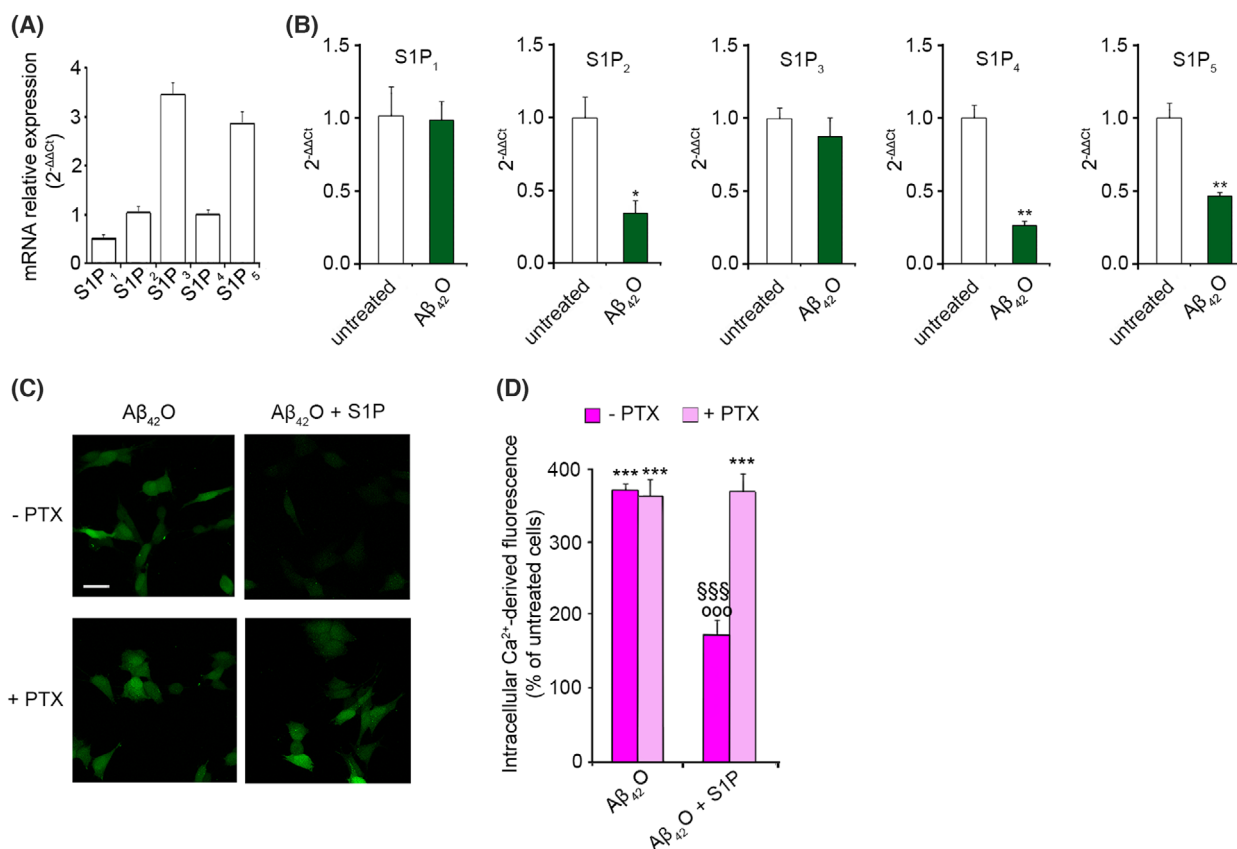 (A)
mRNA relative expression
(2-ΔΔCt)
4
3
2
1
0
S1P1
S1P2
S1P3
S1P4
S1P5
(B)
2-ΔΔCt
1.5
1.0
0.5
0.0
S1P1
untreated
Aβ42O
2-ΔΔCt
1.5
1.0
0.5
0.0
S1P2
*
untreated
Aβ42O
2-ΔΔCt
1.5
1.0
0.5
0.0
S1P3
untreated
Aβ42O
2-ΔΔCt
1.5
1.0
0.5
0.0
S1P4
**
untreated
Aβ42O
2-ΔΔCt
1.5
1.0
0.5
0.0
S1P5
**
untreated
Aβ42O
(C)
Aβ42O
Aβ42O + S1P
- PTX
+ PTX
(D)
- PTX
+ PTX
Intracellular Ca2+-derived fluorescence
(% of untreated cells)
400
300
200
100
0
*** ***
***
§§§
ooo
Aβ42O
Aβ42O + S1P